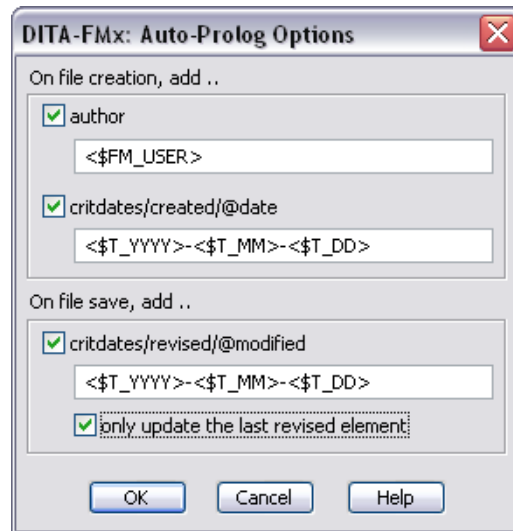 DITA-FMx: Auto-Prolog Options
On file creation, add ..
author
<$FM_USER>
critdates/created/@date
<$T_YYYY>-<$T_MM>-<$T_DD>
On file save, add ..
critdates/revised/@modified
<$T_YYYY>-<$T_MM>-<$T_DD>
only update the last revised element
OK Cancel Help